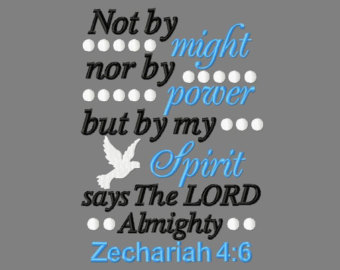 Not by
might
nor by
power
but by my
Spirit
says The LORD
Almighty
Zechariah 4:6